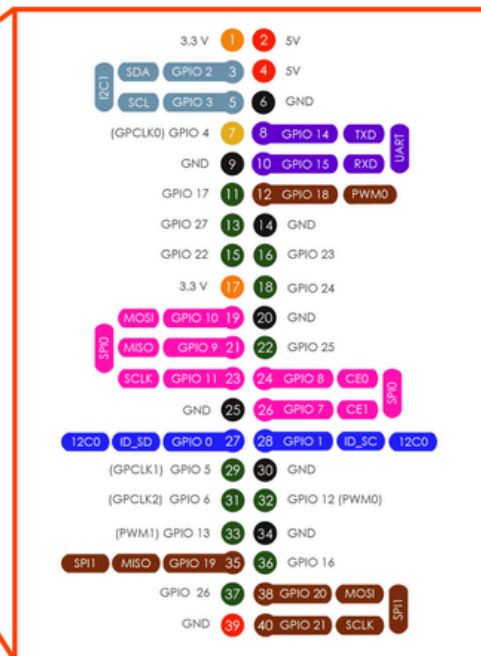 3.3 V 1 2 5V
I2C1 SDA GPIO 2 3 4 5V
SCL GPIO 3 5 6 GND
(GPCLK0) GPIO 4 7 8 GPIO 14 TXD UART
GND 9 10 GPIO 15 RXD
GPIO 17 11 12 GPIO 18 PWM0
GPIO 27 13 14 GND
GPIO 22 15 16 GPIO 23
3.3 V 17 18 GPIO 24
SPI0 MOSI GPIO 10 19 20 GND
MISO GPIO 9 21 22 GPIO 25
SCLK GPIO 11 23 24 GPIO 8 CE0 SPI0
GND 25 26 GPIO 7 CE1
12C0 ID_SD GPIO 0 27 28 GPIO 1 ID_SC 12C0
(GPCLK1) GPIO 5 29 30 GND
(GPCLK2) GPIO 6 31 32 GPIO 12 (PWM0)
(PWM1) GPIO 13 33 34 GND
SPI1 MISO GPIO 19 35 36 GPIO 16
GPIO 26 37 38 GPIO 20 MOSI SPI1
GND 39 40 GPIO 21 SCLK